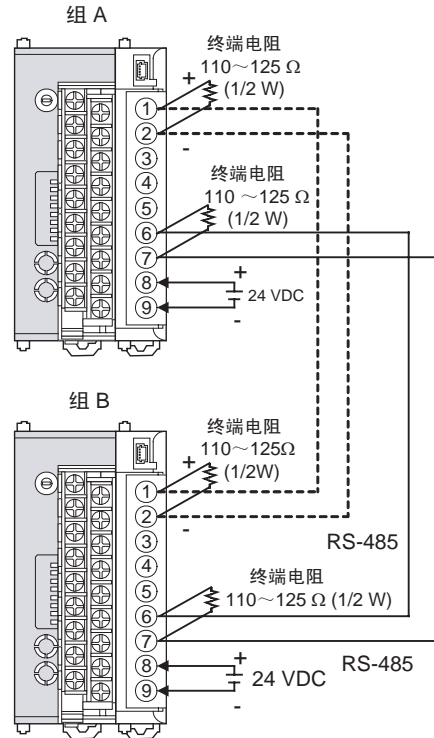 组 A
终端电阻
110～125 Ω
(1/2 W)
+
1
2
-
3
4
5
终端电阻
110 ～125 Ω
(1/2 W)
6
7
8
9
+
24 VDC
-
组 B
终端电阻
110～125Ω
(1/2W)
+
1
2
-
3
RS-485
4
5
终端电阻
110～125 Ω (1/2 W)
6
7
8
9
+
24 VDC
-
RS-485